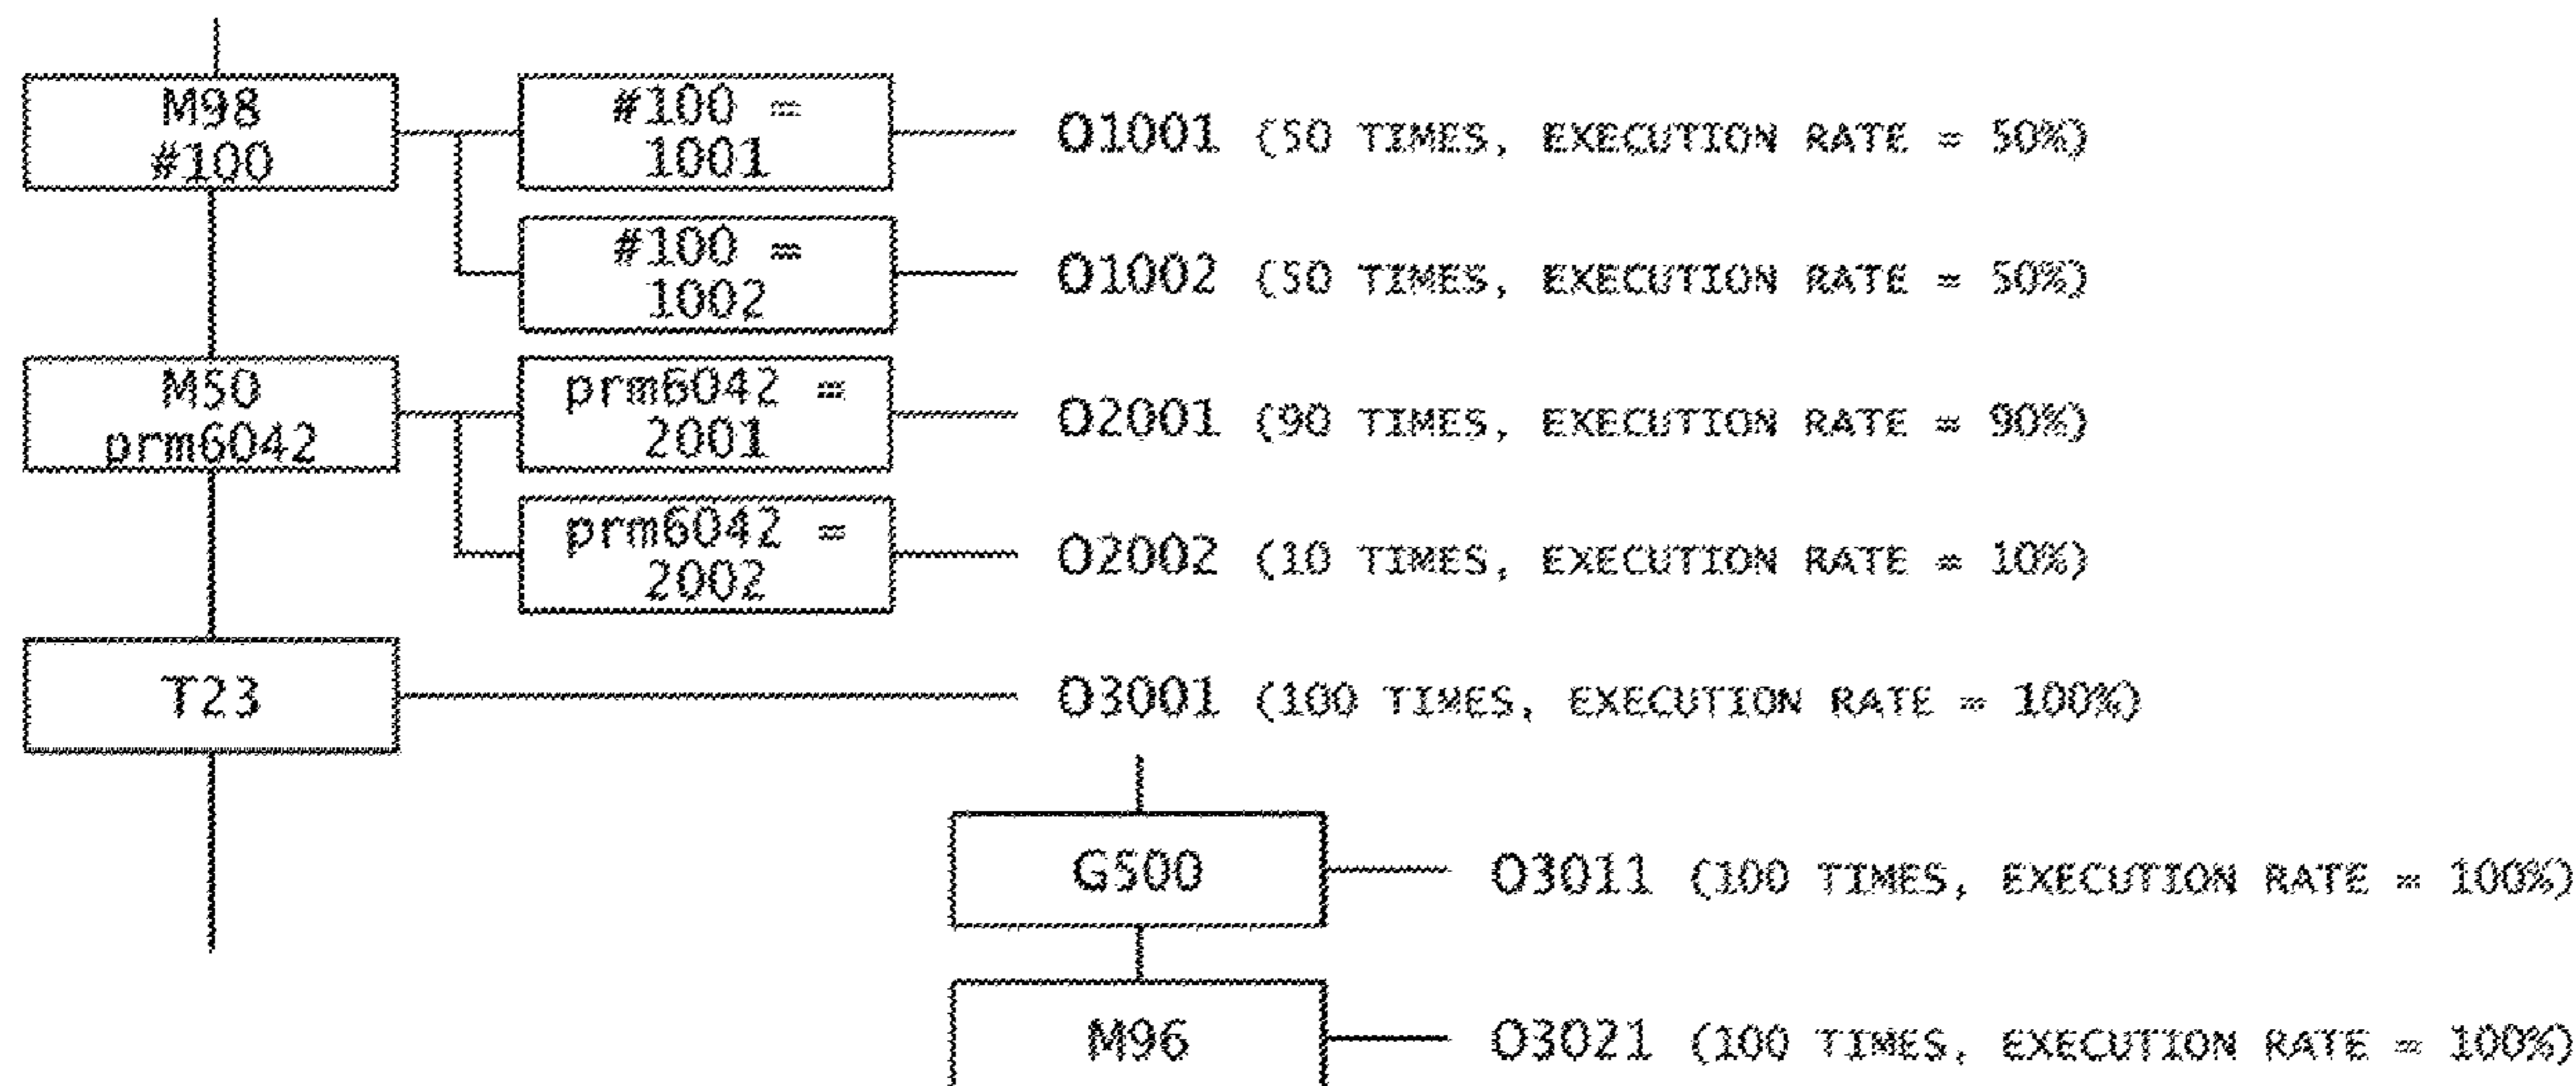 M98
#100
#100 =
1001
O1001 (50 TIMES, EXECUTION RATE = 50%)
#100 =
1002
O1002 (50 TIMES, EXECUTION RATE = 50%)
M50
prm6042
prm6042 =
2001
O2001 (90 TIMES, EXECUTION RATE = 90%)
prm6042 =
2002
O2002 (10 TIMES, EXECUTION RATE = 10%)
T23
O3001 (100 TIMES, EXECUTION RATE = 100%)
G500
O3011 (100 TIMES, EXECUTION RATE = 100%)
M96
O3021 (100 TIMES, EXECUTION RATE = 100%)